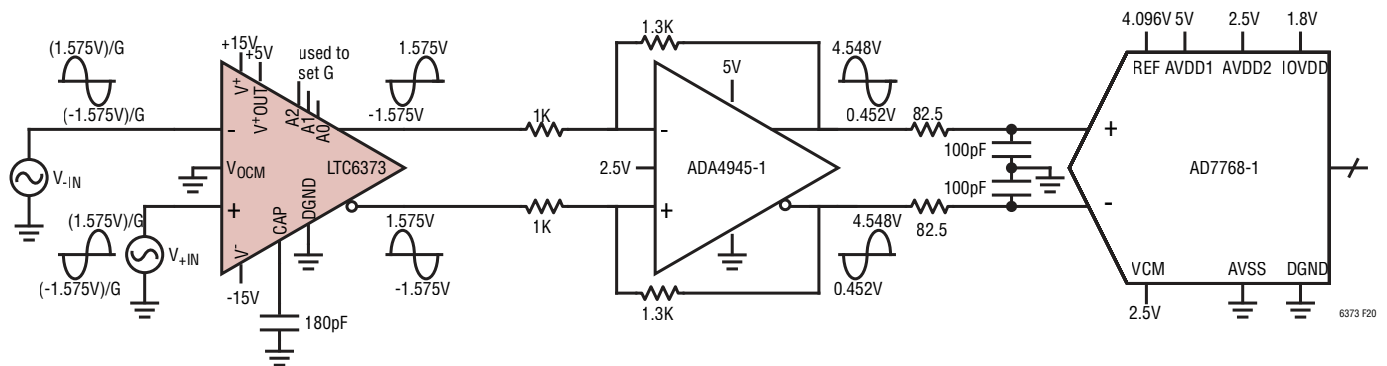 (1.575V)/G
(-1.575V)/G
V-IN
(1.575V)/G
(-1.575V)/G
V+IN
+15V
+5V
used to
set G
V+
V+OUT
A2
A1
A0
-
VOCM
LTC6373
+
CAP
DGND
V-
-15V
180pF
1.575V
-1.575V
1.575V
-1.575V
1K
1K
1.3K
5V
-
2.5V
ADA4945-1
+
1.3K
4.548V
0.452V
4.548V
0.452V
82.5
82.5
100pF
100pF
4.096V 5V 2.5V 1.8V
REF AVDD1 AVDD2 IOVDD
+
AD7768-1
-
VCM AVSS DGND
2.5V
6373 F20